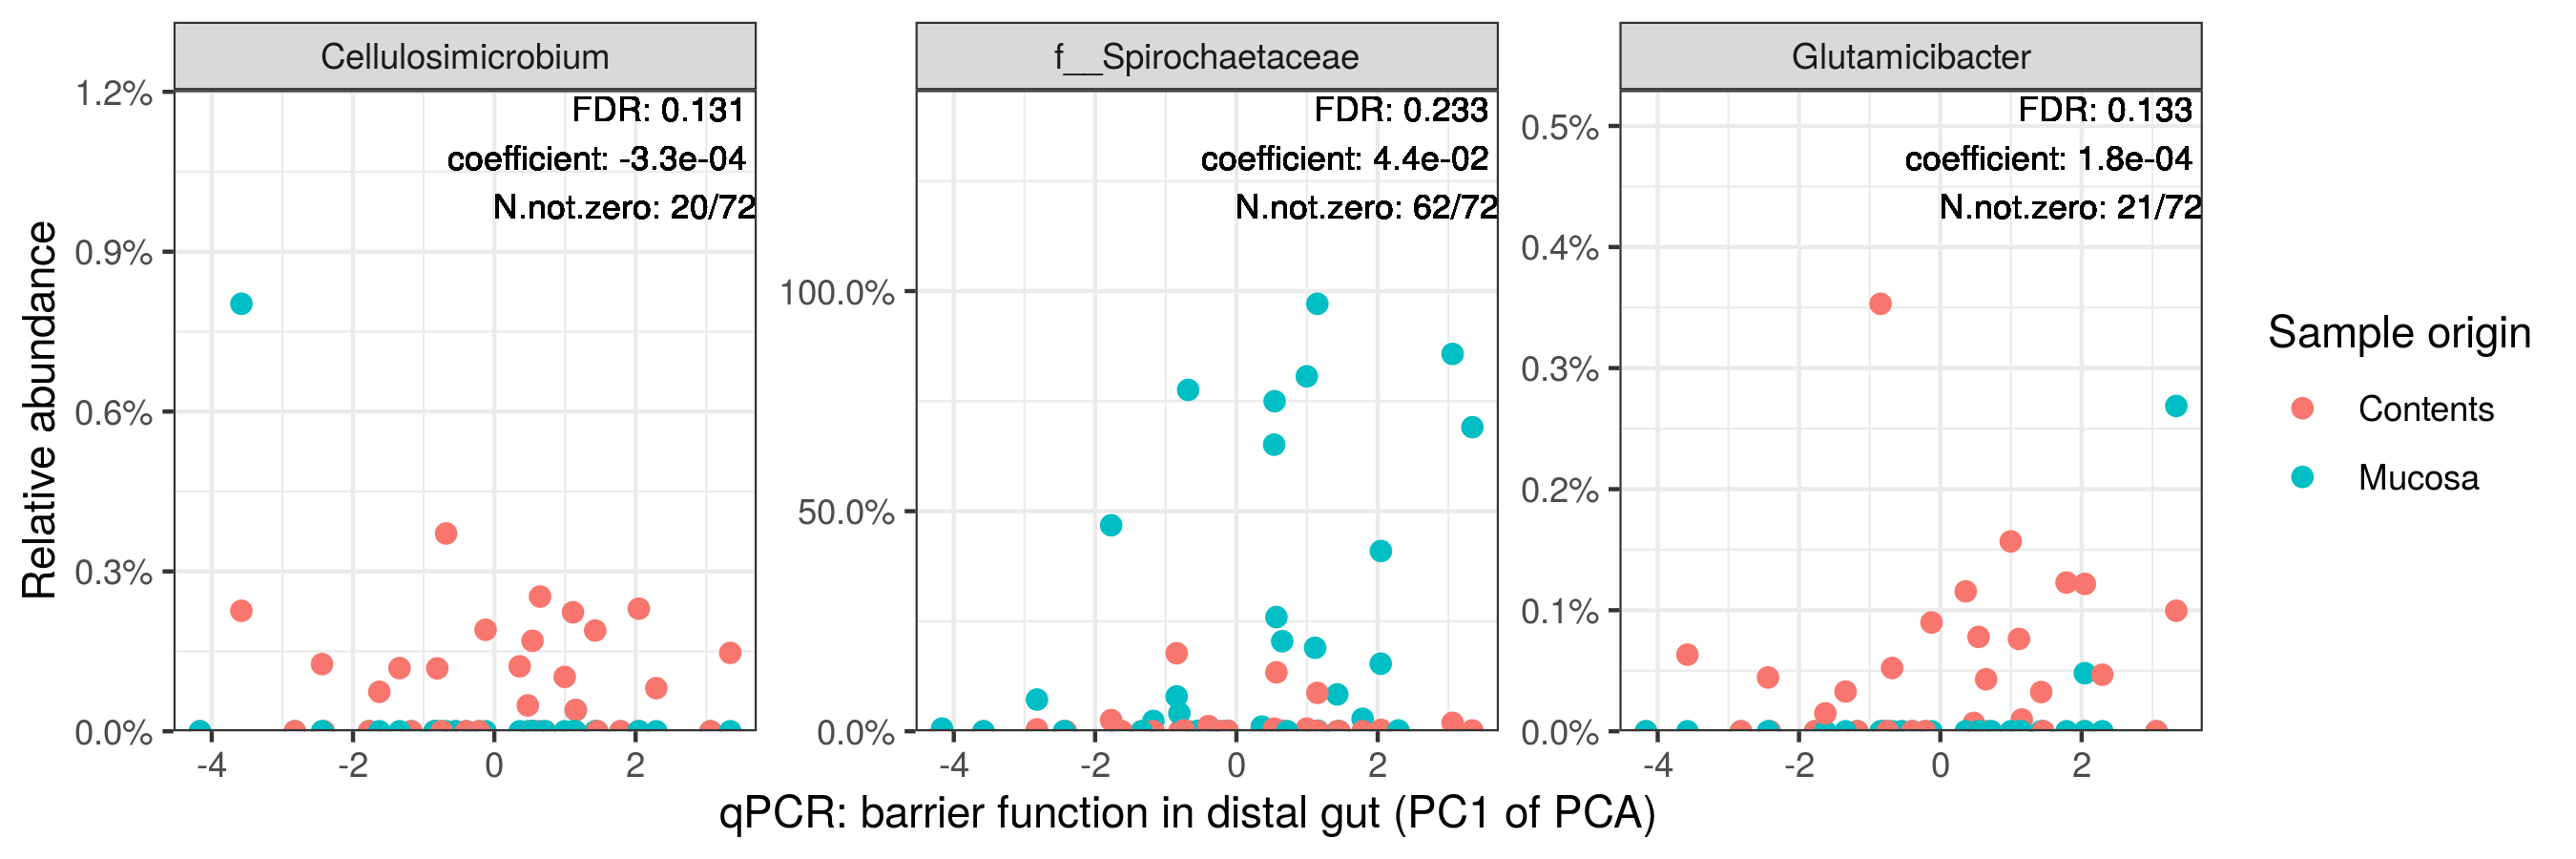 Cellulosimicrobium
f__Spirochaetaceae
Glutamicibacter
Relative abundance
1.2%
0.9%
0.6%
0.3%
0.0%
FDR: 0.131
coefficient: -3.3e-04
N.not.zero: 20/72
-4 -2 0 2
100.0%
50.0%
0.0%
FDR: 0.233
coefficient: 4.4e-02
N.not.zero: 62/72
-4 -2 0 2
0.5%
0.4%
0.3%
0.2%
0.1%
0.0%
FDR: 0.133
coefficient: 1.8e-04
N.not.zero: 21/72
-4 -2 0 2
qPCR: barrier function in distal gut (PC1 of PCA)
Sample origin
Contents
Mucosa